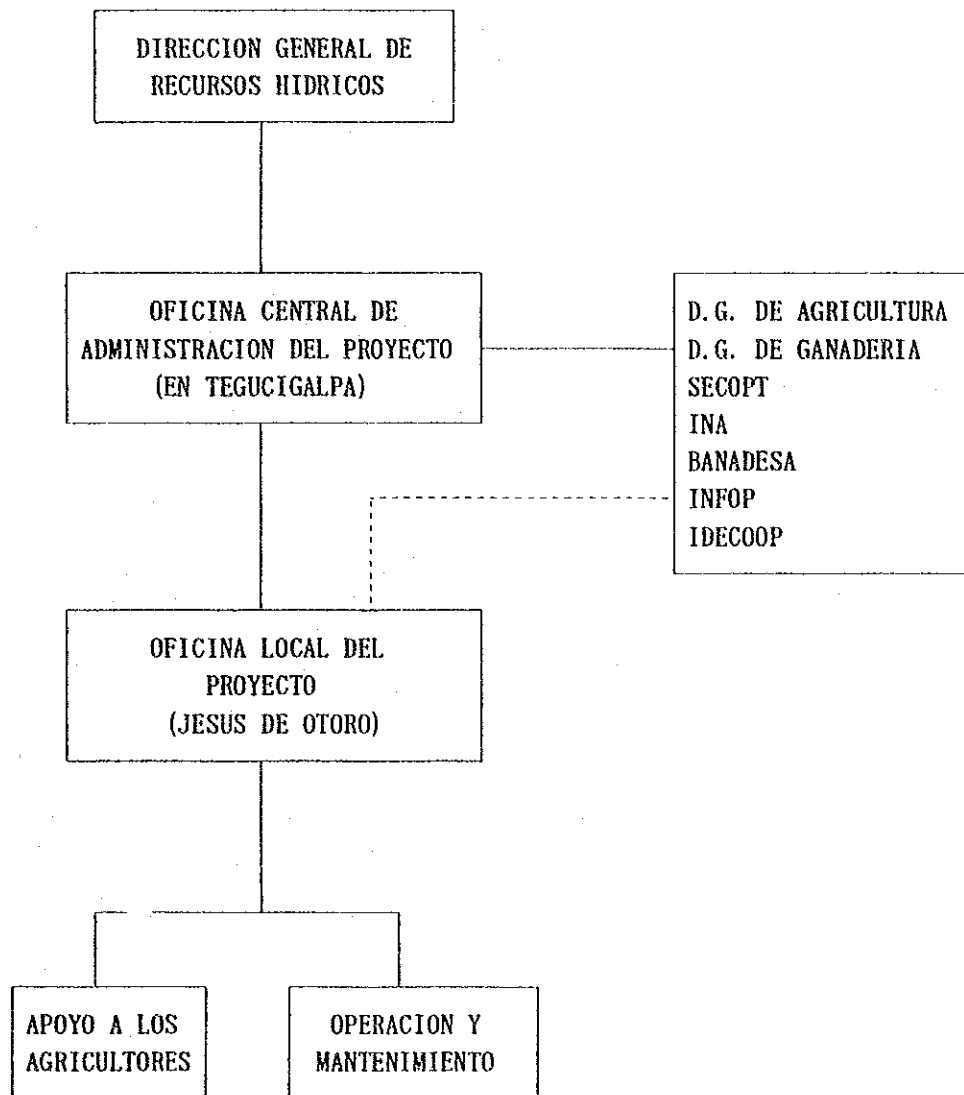 DIRECCION GENERAL DE
RECURSOS HIDRICOS
OFICINA CENTRAL DE
ADMINISTRACION DEL PROYECTO
(EN TEGUCIGALPA)
D.G. DE AGRICULTURA
D.G. DE GANADERIA
SECOPT
INA
BANADESA
INFOP
IDECOOP
OFICINA LOCAL DEL
PROYECTO
(JESUS DE OTORO)
APOYO A LOS
AGRICULTORES
OPERACION Y
MANTENIMIENTO